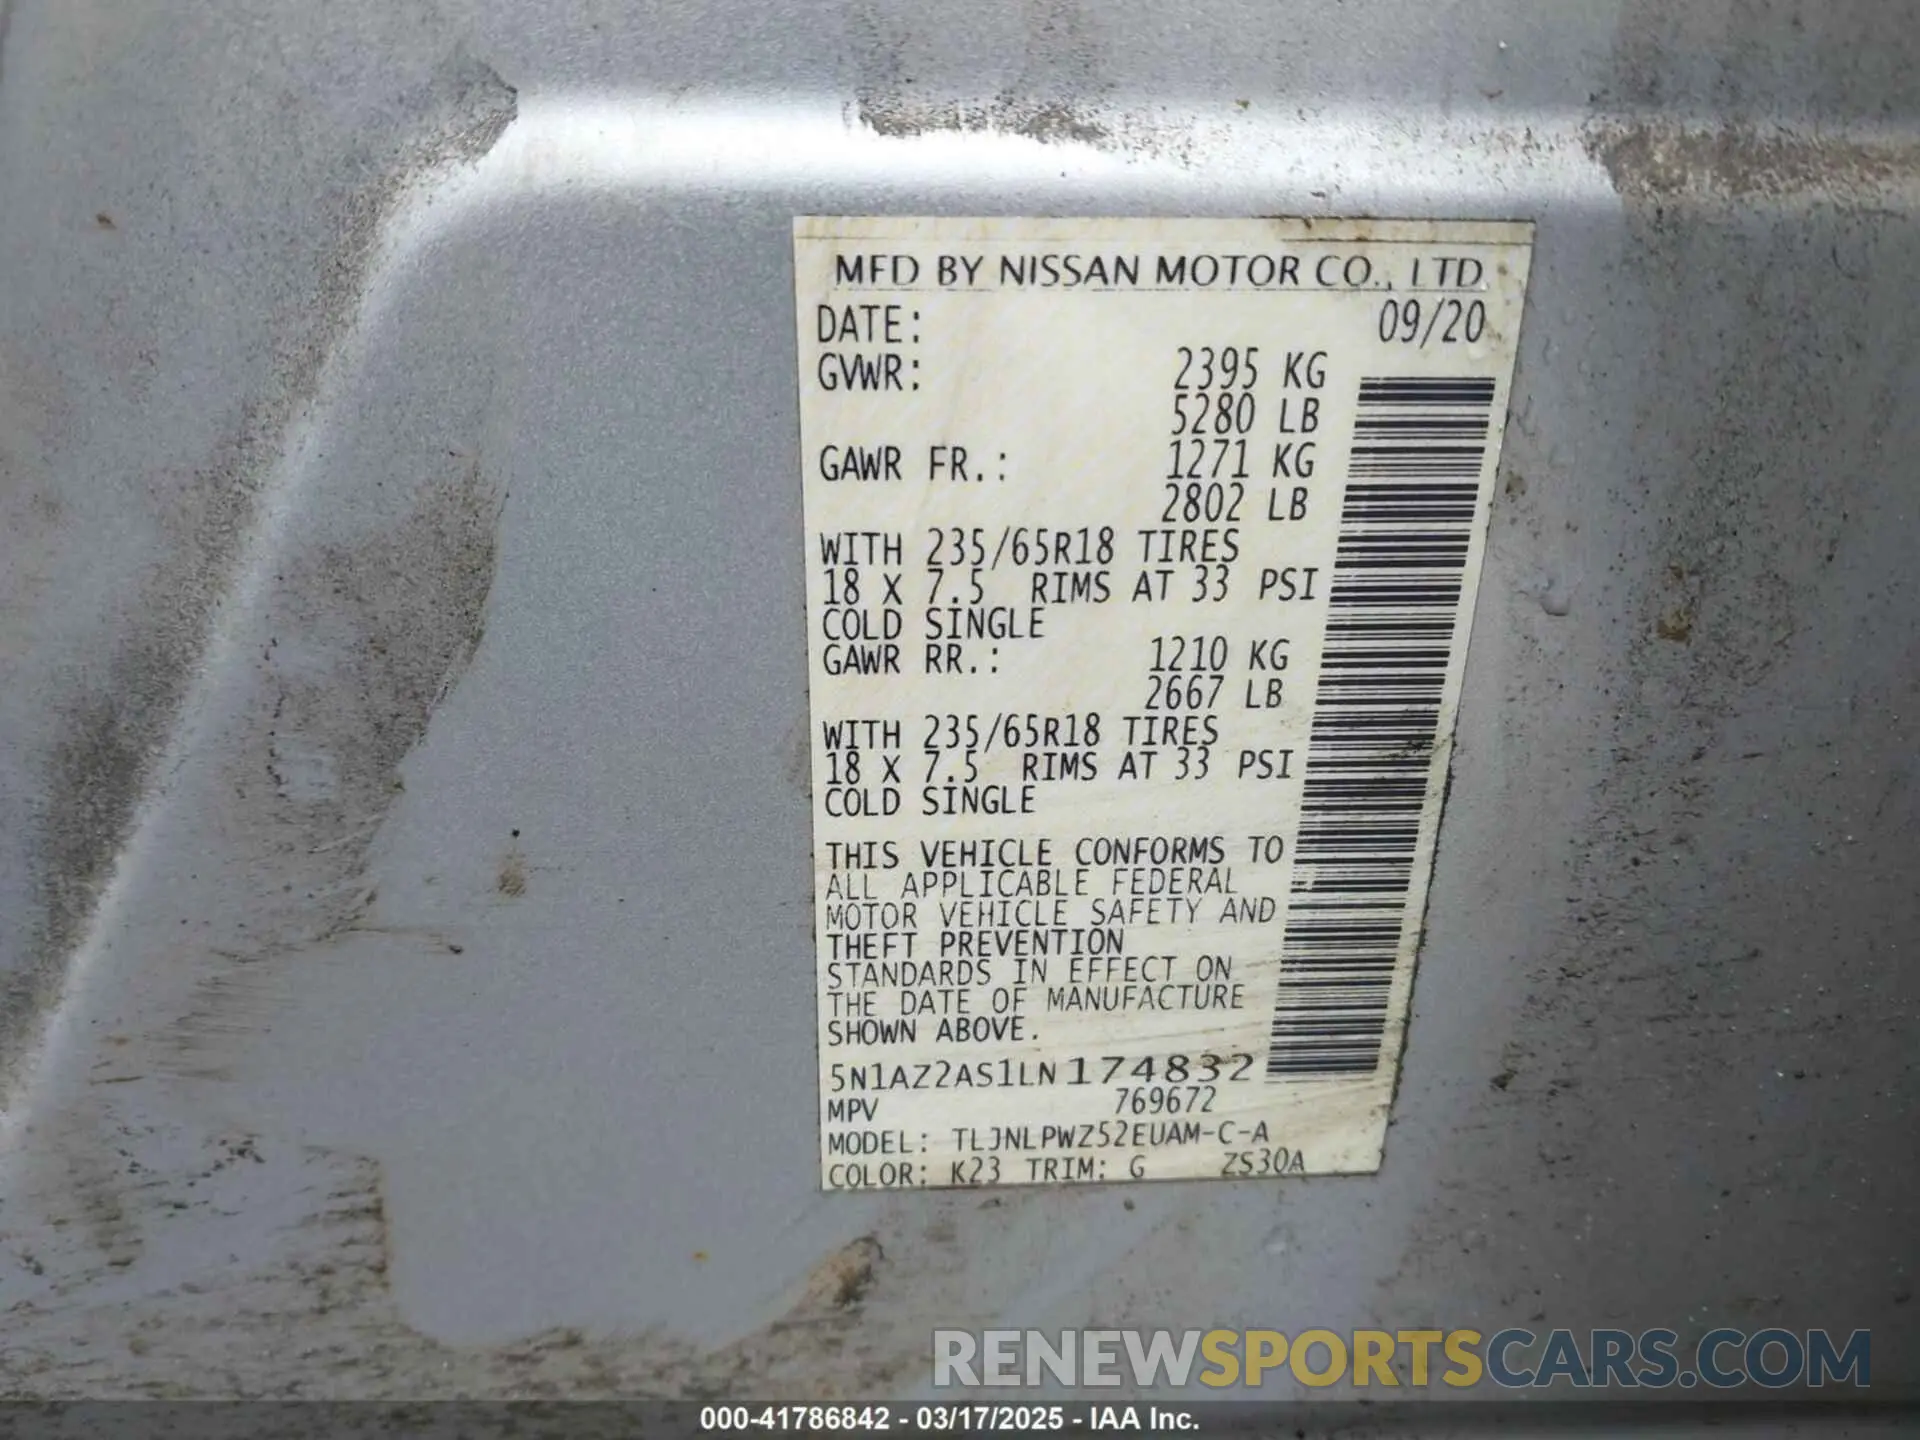 MFD BY NISSAN MOTOR CO., LTD.
DATE: 09/20
GVWR: 2395 KG
5280 LB
GAWR FR.: 1271 KG
2802 LB
WITH 235/65R18 TIRES
18 X 7.5 RIMS AT 33 PSI
COLD SINGLE
GAWR RR.: 1210 KG
2667 LB
WITH 235/65R18 TIRES
18 X 7.5 RIMS AT 33 PSI
COLD SINGLE
THIS VEHICLE CONFORMS TO
ALL APPLICABLE FEDERAL
MOTOR VEHICLE SAFETY AND
THEFT PREVENTION
STANDARDS IN EFFECT ON
THE DATE OF MANUFACTURE
SHOWN ABOVE.
5N1AZ2AS1LN174832
MPV 769672
MODEL: TLJNLPWZ52EUAM-C-A
COLOR: K23 TRIM: G ZS30A
RENEWSPORTSCARS.COM
000-41786842 - 03/17/2025 - IAA Inc.